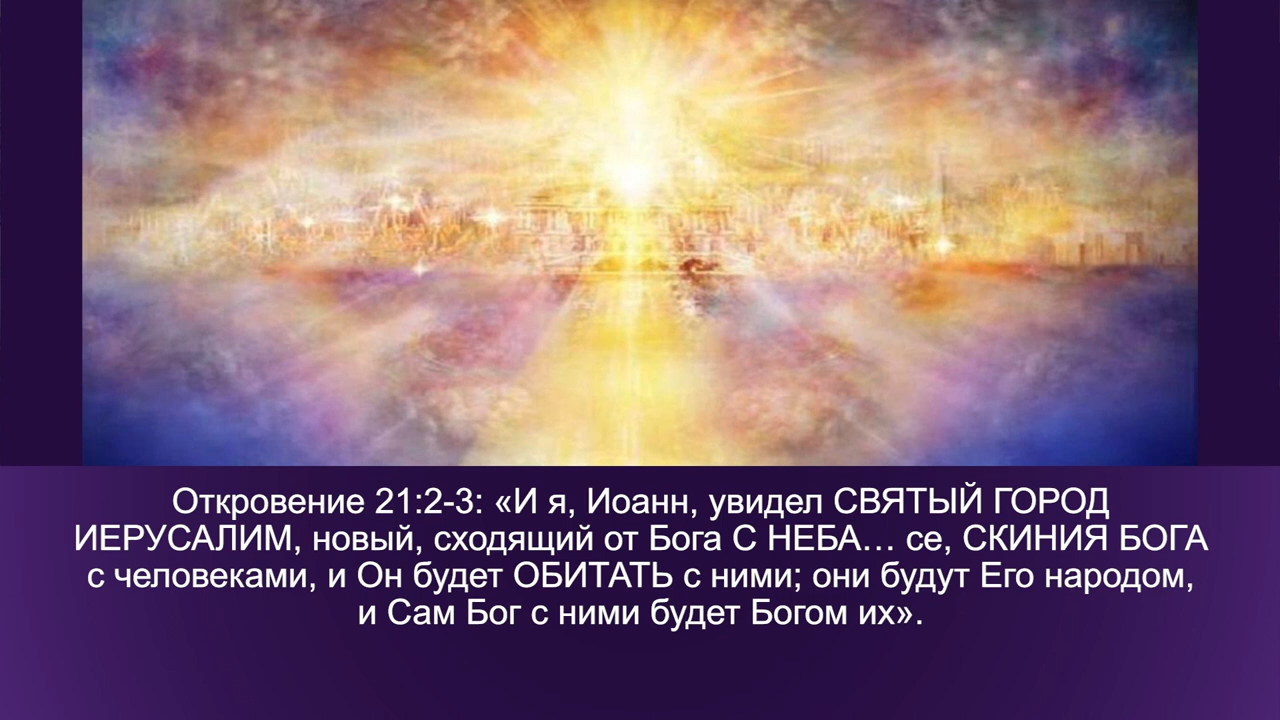 Откровение 21:2-3: «И я, Иоанн, увидел СВЯТЫЙ ГОРОД
ИЕРУСАЛИМ, новый, сходящий от Бога С НЕБА… се, СКИНИЯ БОГА
с человеками, и Он будет ОБИТАТЬ с ними; они будут Его народом,
и Сам Бог с ними будет Богом их».